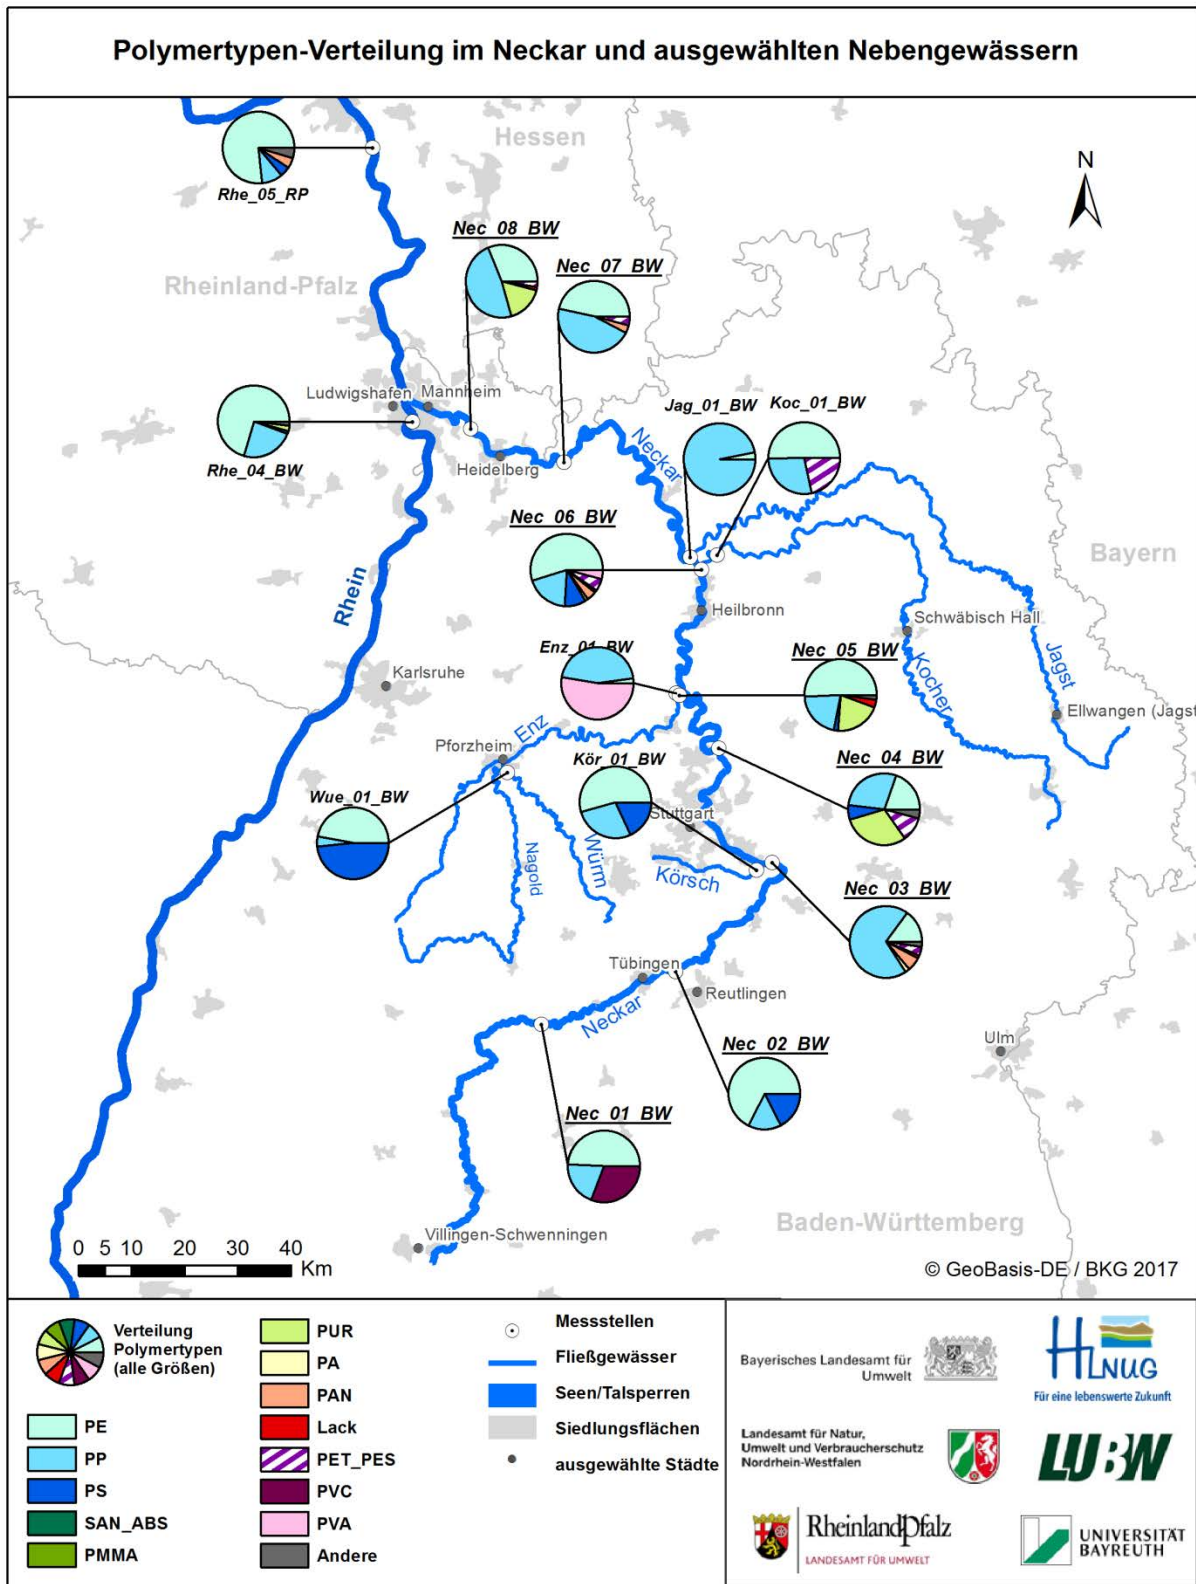 Polymertypen-Verteilung im Neckar und ausgewählten Nebengewässern
Hessen
N
Rhe_05_RP
Nec_08_BW
Nec_07_BW
Rheinland-Pfalz
Ludwigshafen
Mannheim
Jag_01_BW
Koc_01_BW
Neckar
Rhe_04_BW
Heidelberg
Nec_06_BW
Bayern
Rhein
Heilbronn
Schwäbisch Hall
Enz_01_BW
Nec_05_BW
Karlsruhe
Kocher
Jagst
Ellwangen (Jagst
Enz
Pforzheim
Kör_01_BW
Nec_04_BW
Wue_01_BW
Stuttgart
Nagold
Würm
Körsch
Nec_03_BW
Tübingen
Reutlingen
Neckar
Ulm
Nec_02_BW
Nec_01_BW
Baden-Württemberg
Villingen-Schwenningen
0 5 10 20 30 40
Km
© GeoBasis-DE / BKG 2017
Verteilung
Polymertypen
(alle Größen)
PE
PP
PS
SAN_ABS
PMMA
PUR
PA
PAN
Lack
PET_PES
PVC
PVA
Andere
Messstellen
Fließgewässer
Seen/Talsperren
Siedlungsflächen
ausgewählte Städte
Bayerisches Landesamt für
Umwelt
HLNUG
Für eine lebenswerte Zukunft
Landesamt für Natur,
Umwelt und Verbraucherschutz
Nordrhein-Westfalen
LUBW
RheinlandPfalz
LANDESAMT FÜR UMWELT
UNIVERSITÄT
BAYREUTH